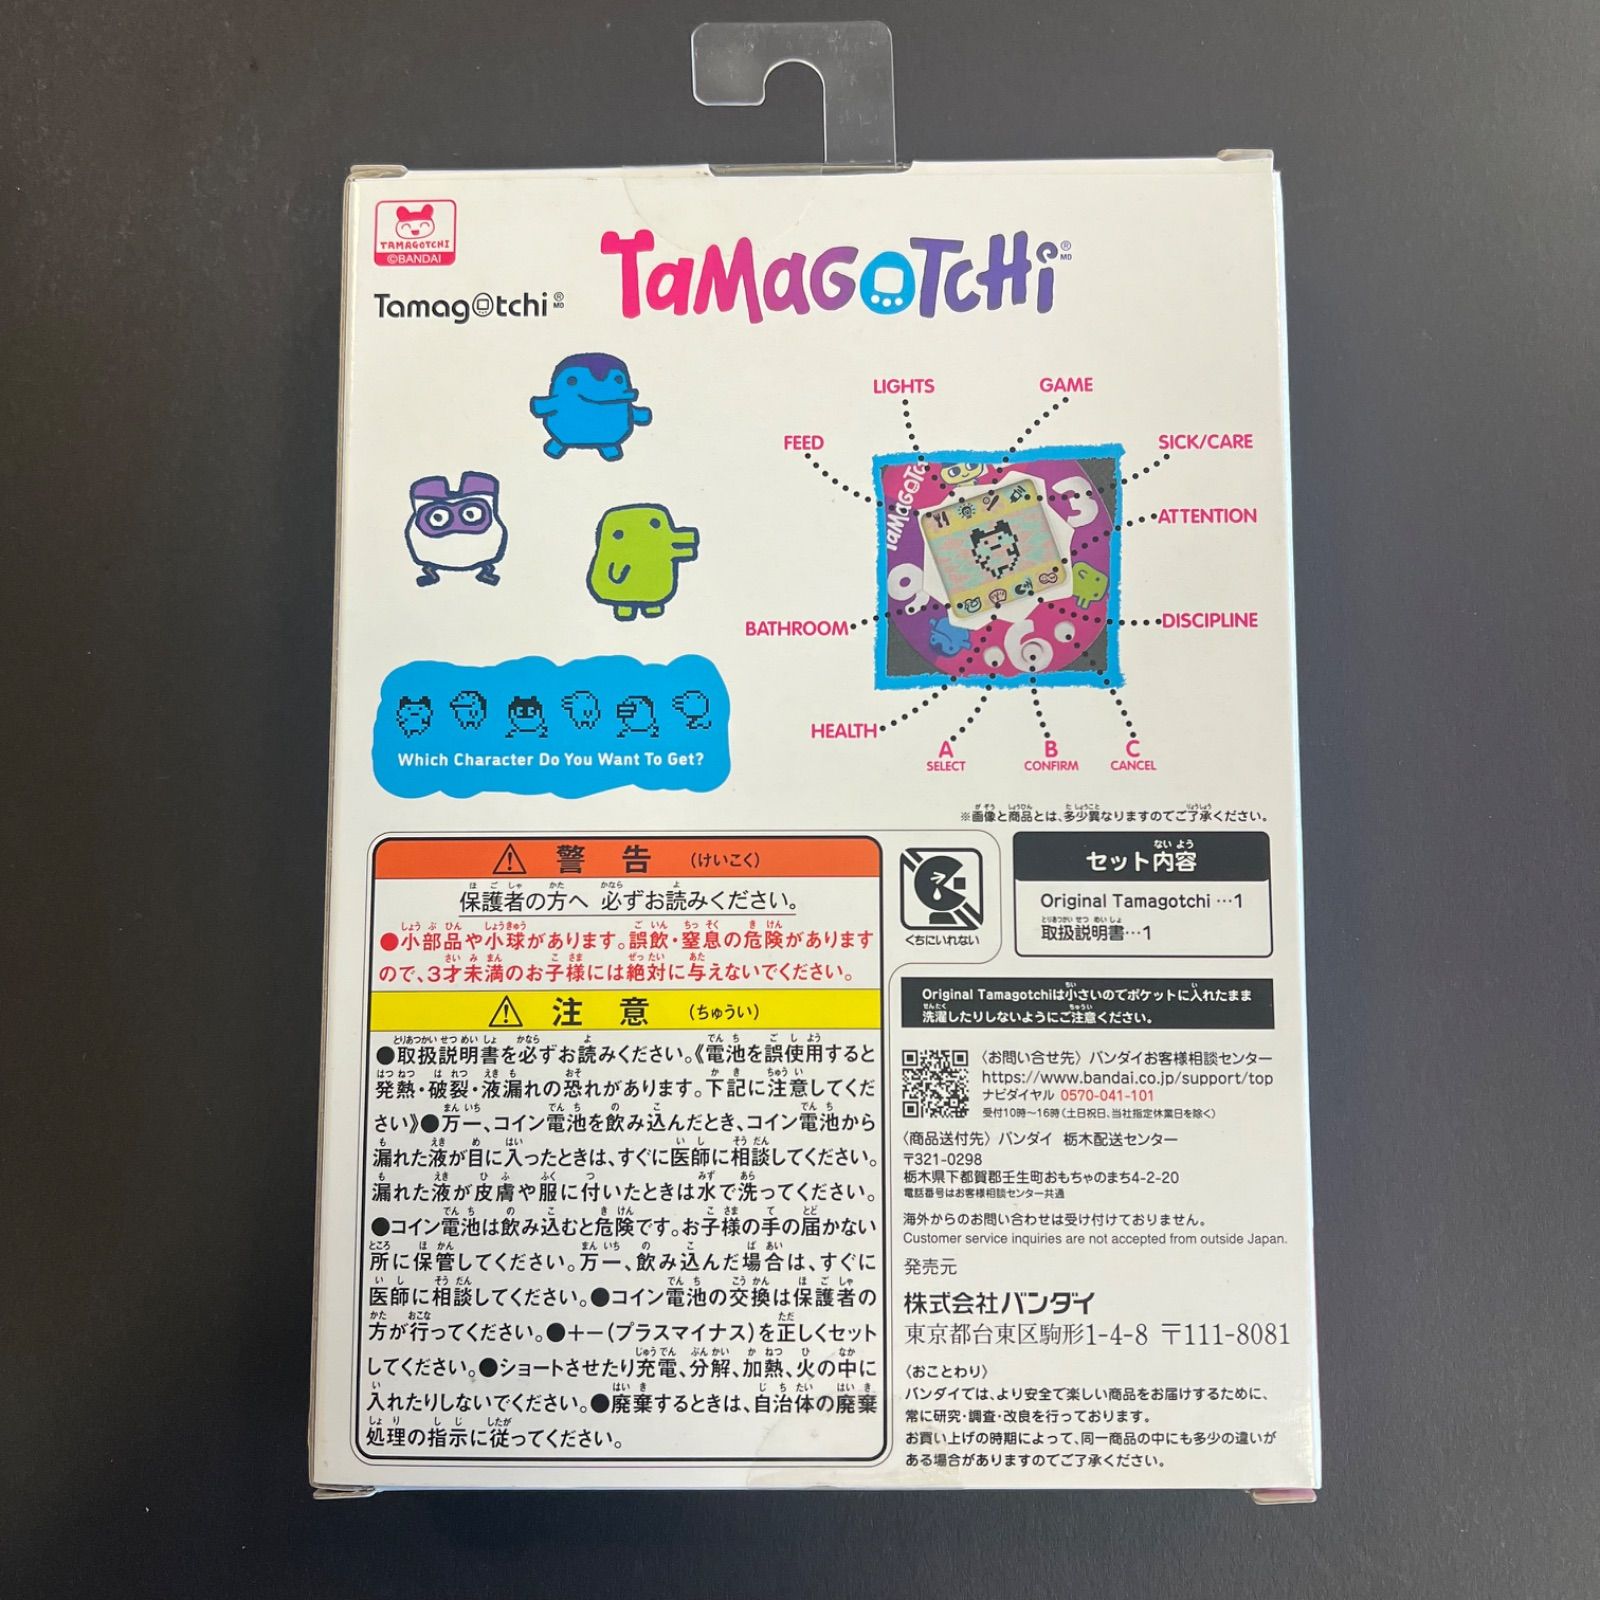 TAMAGOTCHI
©BANDAI
Tamagotchi®MD
TaMaGOTCHi®MD
LIGHTS
GAME
FEED
SICK/CARE
ATTENTION
BATHROOM
DISCIPLINE
HEALTH
A
SELECT
B
CONFIRM
C
CANCEL
TaMaGOTC
3
9
6
Which Character Do You Want To Get?
※画像と商品とは、多少異なりますのでご了承ください。
警告 (けいこく)
保護者の方へ 必ずお読みください。
●小部品や小球があります。誤飲・窒息の危険があります
ので、3才未満のお子様には絶対に与えないでください。
注意 (ちゅうい)
●取扱説明書を必ずお読みください。《電池を誤使用すると
発熱・破裂・液漏れの恐れがあります。下記に注意してくだ
さい》●万一、コイン電池を飲み込んだとき、コイン電池から
漏れた液が目に入ったときは、すぐに医師に相談してください。
漏れた液が皮膚や服に付いたときは水で洗ってください。
●コイン電池は飲み込むと危険です。お子様の手の届かない
所に保管してください。万一、飲み込んだ場合は、すぐに
医師に相談してください。●コイン電池の交換は保護者の
方が行ってください。●+-(プラスマイナス)を正しくセット
してください。●ショートさせたり充電、分解、加熱、火の中に
入れたりしないでください。●廃棄するときは、自治体の廃棄
処理の指示に従ってください。
くちにいれない
セット内容
Original Tamagotchi …1
取扱説明書…1
Original Tamagotchiは小さいのでポケットに入れたまま
洗濯したりしないようにご注意ください。
〈お問い合せ先〉バンダイお客様相談センター
https://www.bandai.co.jp/support/top
ナビダイヤル 0570-041-101
受付10時〜16時(土日祝日、当社指定休業日を除く)
〈商品送付先〉バンダイ 栃木配送センター
〒321-0298
栃木県下都賀郡壬生町おもちゃのまち4-2-20
電話番号はお客様相談センター共通
海外からのお問い合わせは受け付けておりません。
Customer service inquiries are not accepted from outside Japan.
発売元
株式会社バンダイ
東京都台東区駒形1-4-8 〒111-8081
〈おことわり〉
バンダイでは、より安全で楽しい商品をお届けするために、
常に研究・調査・改良を行っております。
お買い上げの時期によって、同一商品の中にも多少の違いが
ある場合がありますのでご了承ください。